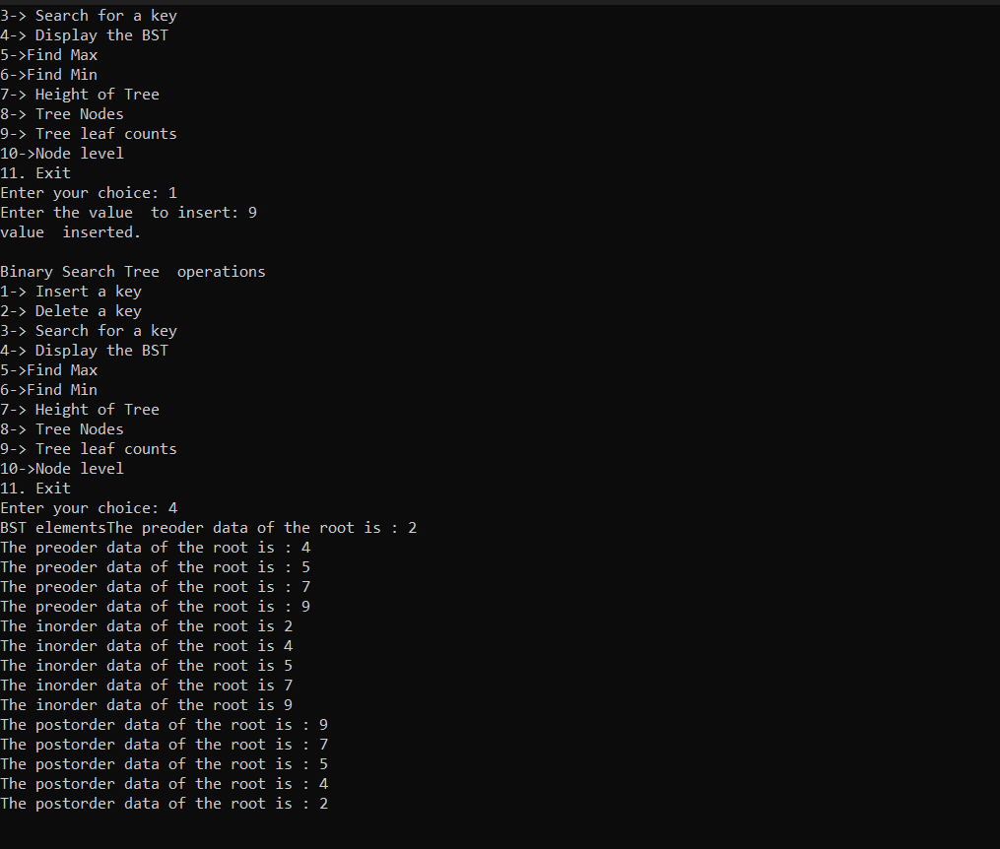 3-> Search for a key
4-> Display the BST
5->Find Max
6->Find Min
7-> Height of Tree
8-> Tree Nodes
9-> Tree leaf counts
10->Node level
11. Exit
Enter your choice: 1
Enter the value  to insert: 9
value  inserted.

Binary Search Tree  operations
1-> Insert a key
2-> Delete a key
3-> Search for a key
4-> Display the BST
5->Find Max
6->Find Min
7-> Height of Tree
8-> Tree Nodes
9-> Tree leaf counts
10->Node level
11. Exit
Enter your choice: 4
BST elementsThe preoder data of the root is : 2
The preoder data of the root is : 4
The preoder data of the root is : 5
The preoder data of the root is : 7
The preoder data of the root is : 9
The inorder data of the root is 2
The inorder data of the root is 4
The inorder data of the root is 5
The inorder data of the root is 7
The inorder data of the root is 9
The postorder data of the root is : 9
The postorder data of the root is : 7
The postorder data of the root is : 5
The postorder data of the root is : 4
The postorder data of the root is : 2